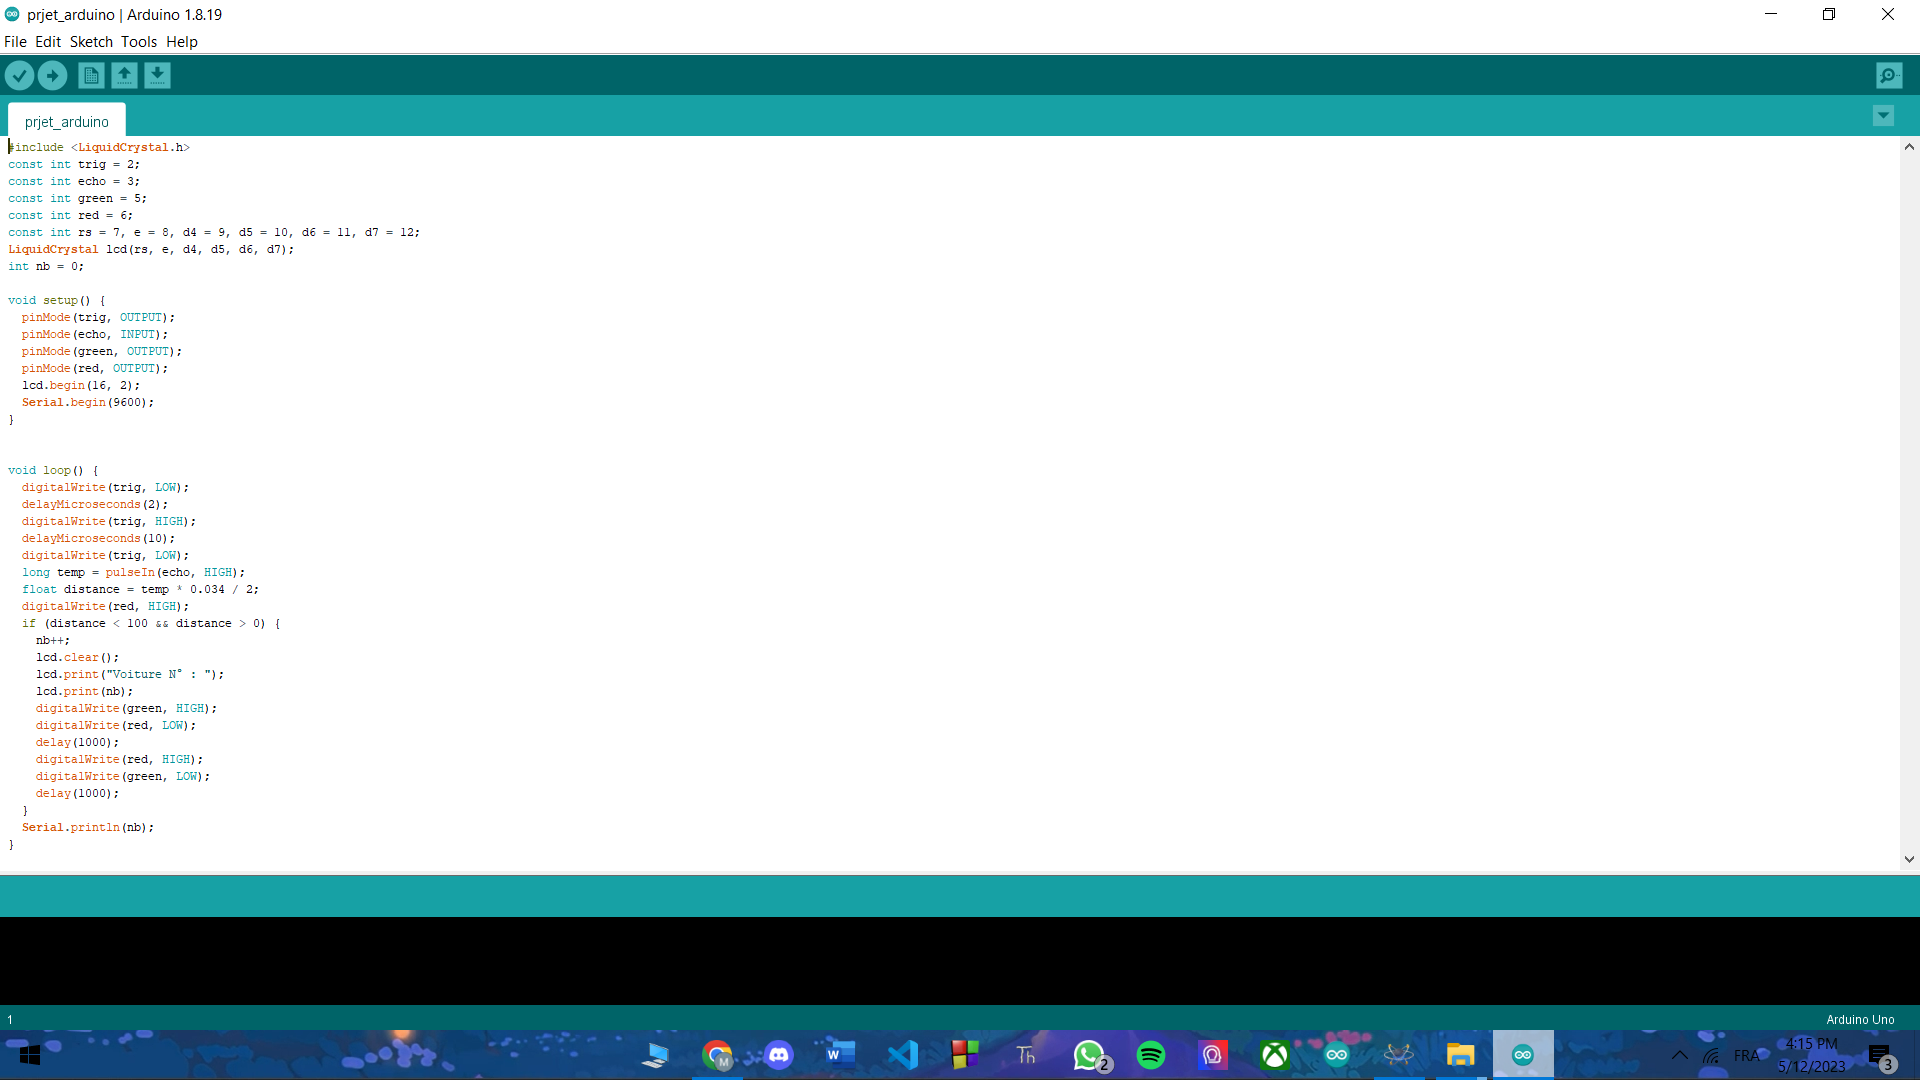 prjet_arduino | Arduino 1.8.19
File Edit Sketch Tools Help
prjet_arduino
#include <LiquidCrystal.h>
const int trig = 2;
const int echo = 3;
const int green = 5;
const int red = 6;
const int rs = 7, e = 8, d4 = 9, d5 = 10, d6 = 11, d7 = 12;
LiquidCrystal lcd(rs, e, d4, d5, d6, d7);
int nb = 0;
void setup() {
  pinMode(trig, OUTPUT);
  pinMode(echo, INPUT);
  pinMode(green, OUTPUT);
  pinMode(red, OUTPUT);
  lcd.begin(16, 2);
  Serial.begin(9600);
}
void loop() {
  digitalWrite(trig, LOW);
  delayMicroseconds(2);
  digitalWrite(trig, HIGH);
  delayMicroseconds(10);
  digitalWrite(trig, LOW);
  long temp = pulseIn(echo, HIGH);
  float distance = temp * 0.034 / 2;
  digitalWrite(red, HIGH);
  if (distance < 100 && distance > 0) {
    nb++;
    lcd.clear();
    lcd.print("Voiture N° : ");
    lcd.print(nb);
    digitalWrite(green, HIGH);
    digitalWrite(red, LOW);
    delay(1000);
    digitalWrite(red, HIGH);
    digitalWrite(green, LOW);
    delay(1000);
  }
  Serial.println(nb);
}
1
Arduino Uno
M
W
Th
2
FRA
4:15 PM
5/12/2023
3